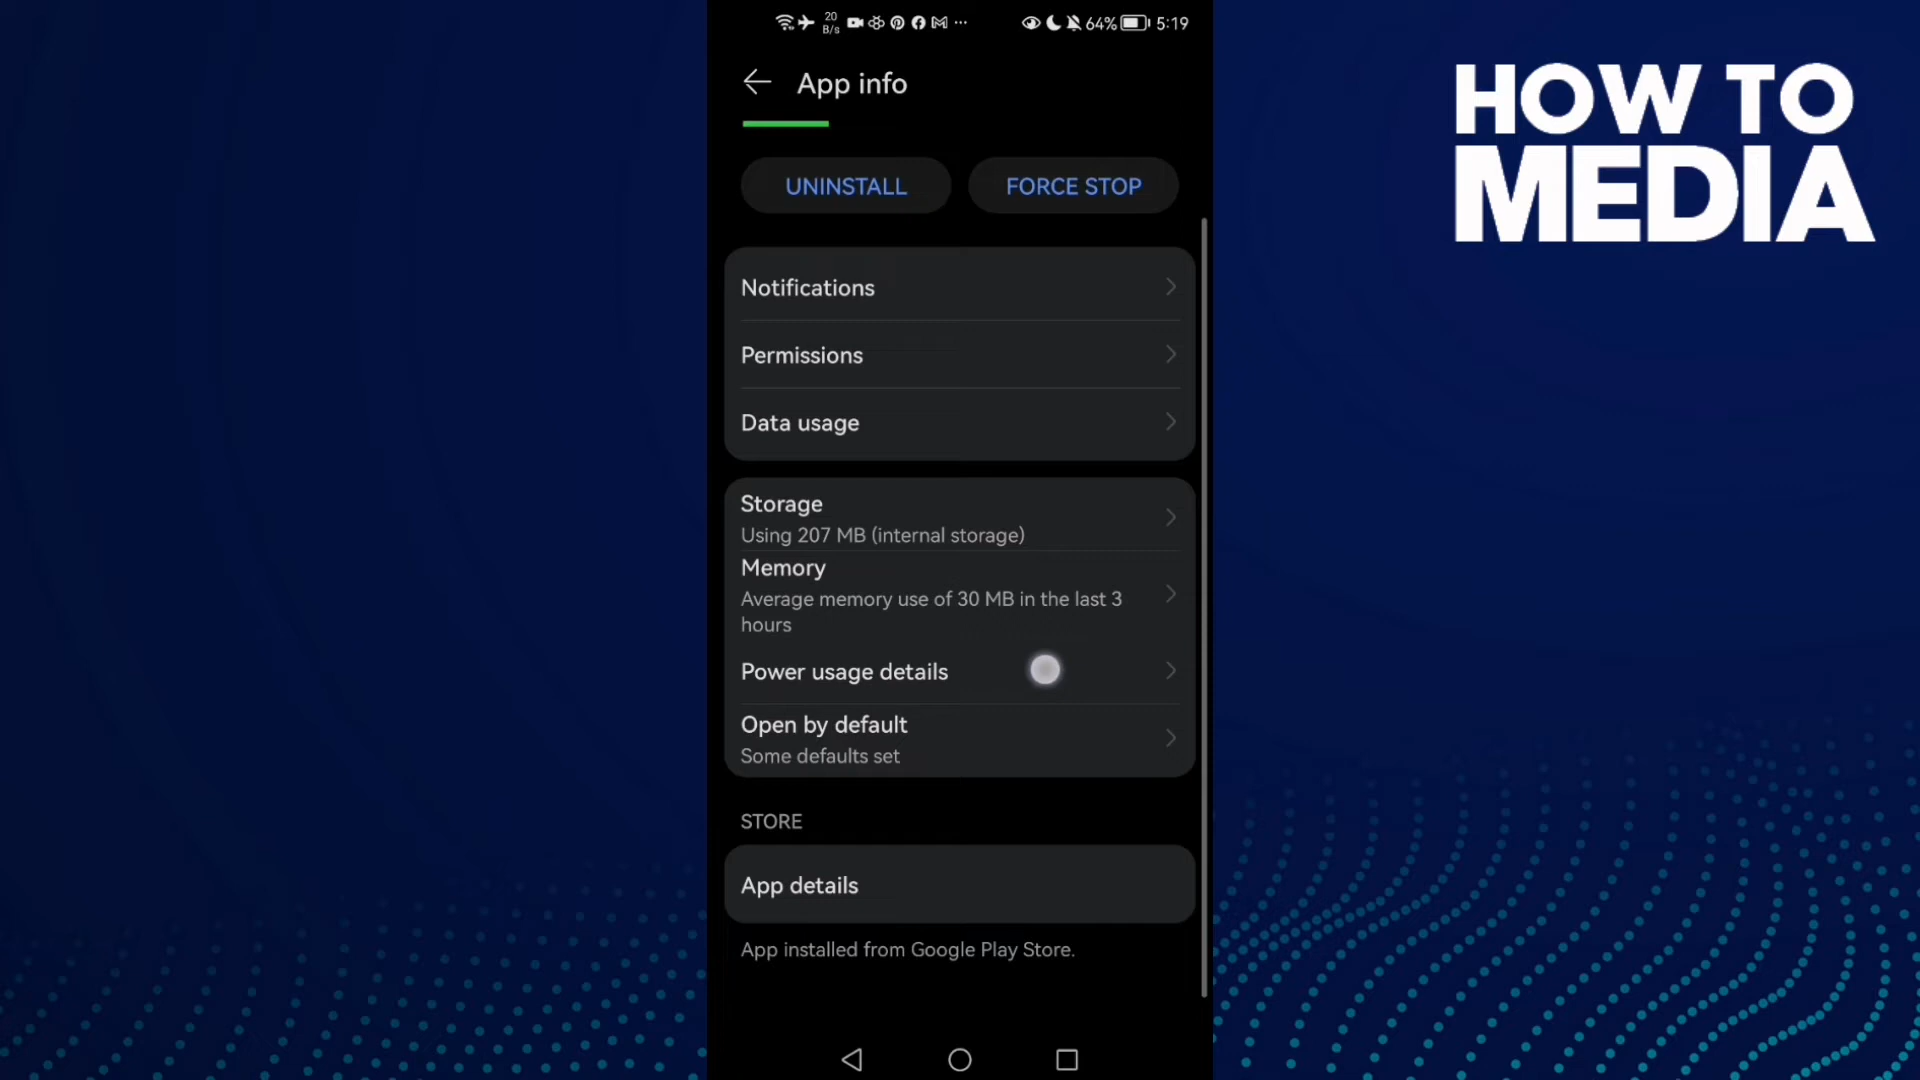 20
B/s
64%
5:19
App info
UNINSTALL
FORCE STOP
Notifications
Permissions
Data usage
Storage
Using 207 MB (internal storage)
Memory
Average memory use of 30 MB in the last 3
hours
Power usage details
Open by default
Some defaults set
STORE
App details
App installed from Google Play Store.
HOW TO
MEDIA